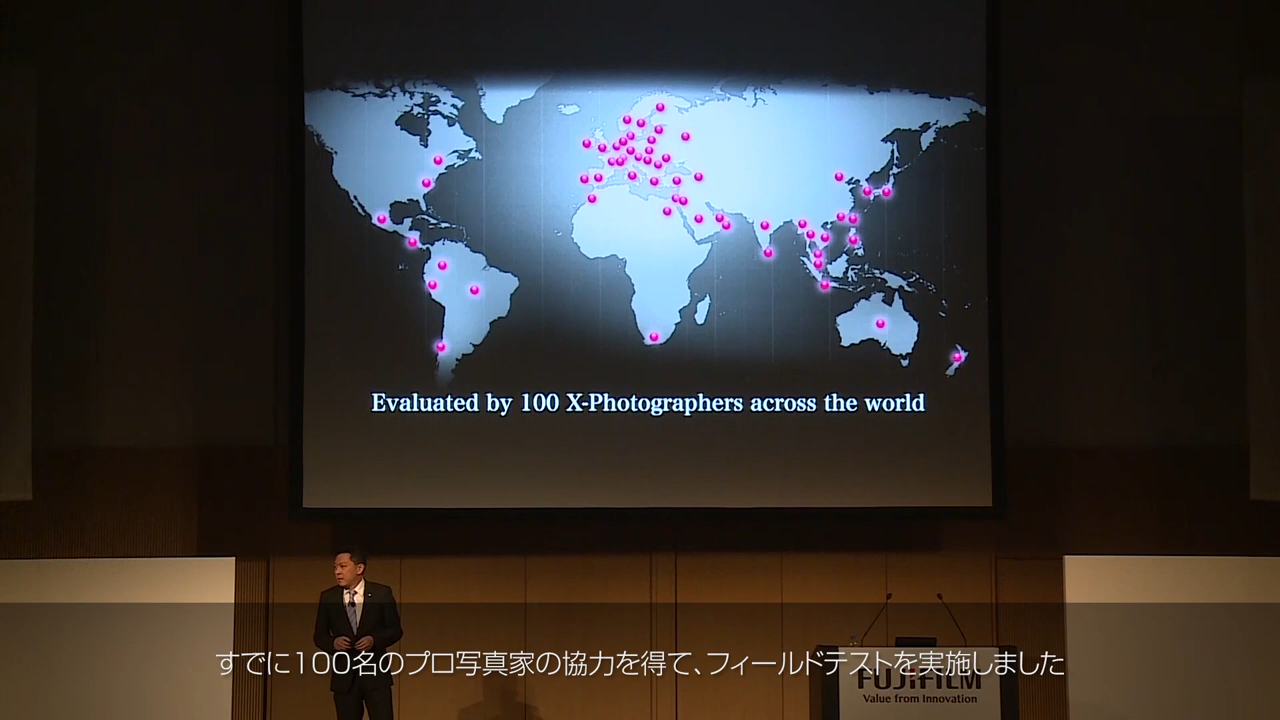 Evaluated by 100 X-Photographers across the world
すでに100名のプロ写真家の協力を得て、フィールドテストを実施しました
FUJIFILM
Value from Innovation